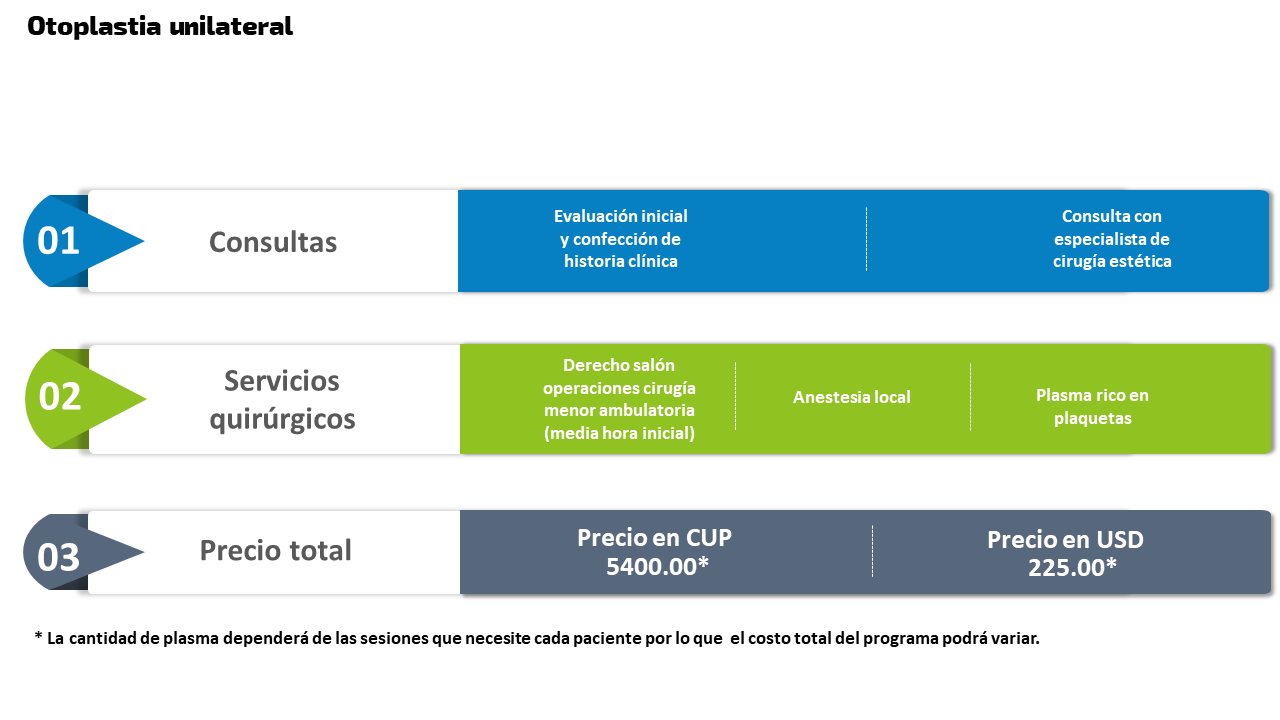 Otoplastia unilateral
01
Consultas
Evaluación inicial
y confección de
historia clínica
Consulta con
especialista de
cirugía estética
02
Servicios
quirúrgicos
Derecho salón
operaciones cirugía
menor ambulatoria
(media hora inicial)
Anestesia local
Plasma rico en
plaquetas
03
Precio total
Precio en CUP
5400.00*
Precio en USD
225.00*
* La cantidad de plasma dependerá de las sesiones que necesite cada paciente por lo que el costo total del programa podrá variar.